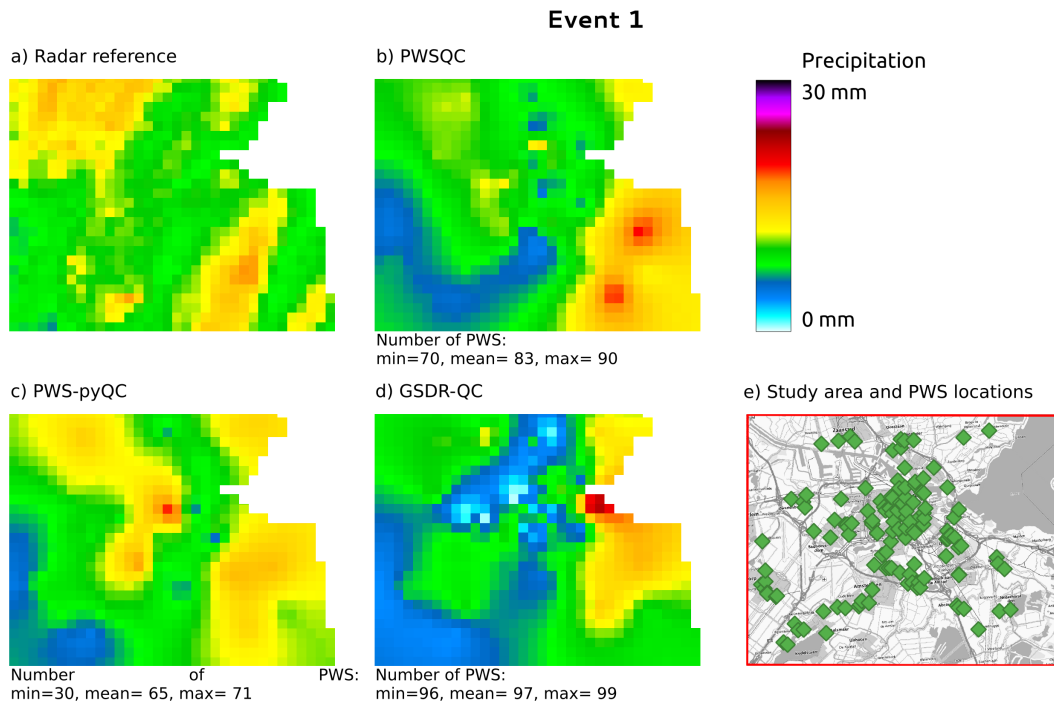 Event 1
a) Radar reference
b) PWSQC
Precipitation
30 mm
0 mm
Number of PWS:
min=70, mean= 83, max= 90
c) PWS-pyQC
d) GSDR-QC
e) Study area and PWS locations
Number of PWS:
min=30, mean= 65, max= 71
Number of PWS:
min=96, mean= 97, max= 99